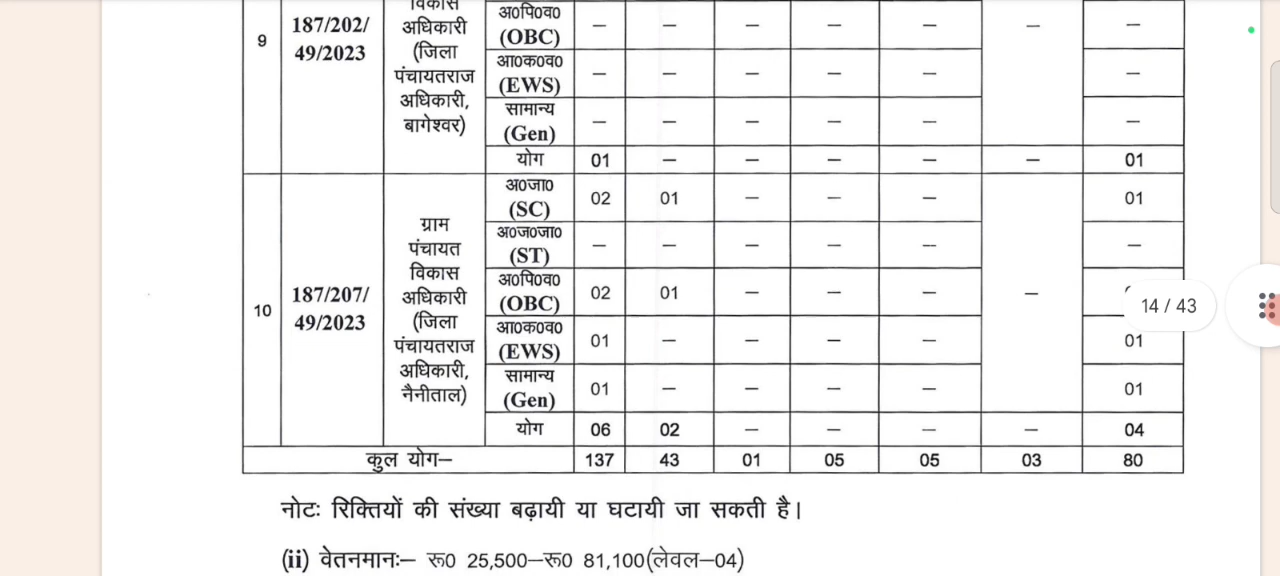 अ0पि0व0 — — — — — — —
9 187/202/ अधिकारी (OBC)
49/2023 (जिला आ0क0व0 — — — — — —
पंचायतराज (EWS)
अधिकारी, सामान्य — — — — — —
बागेश्वर) (Gen)
योग 01 — — — — — 01
अ0जा0 02 01 — — — 01
(SC)
ग्राम अ0ज0जा0 — — — — — —
पंचायत (ST)
विकास अ0पि0व0 02 01 — — — —
10 187/207/ अधिकारी (OBC)
49/2023 (जिला आ0क0व0 01 — — — — 01
पंचायतराज (EWS)
अधिकारी, सामान्य 01 — — — — 01
नैनीताल) (Gen)
योग 06 02 — — — — 04
कुल योग– 137 43 01 05 05 03 80
14 / 43
नोटः रिक्तियों की संख्या बढ़ायी या घटायी जा सकती है।
(ii) वेतनमानः– रू0 25,500–रू0 81,100(लेवल–04)